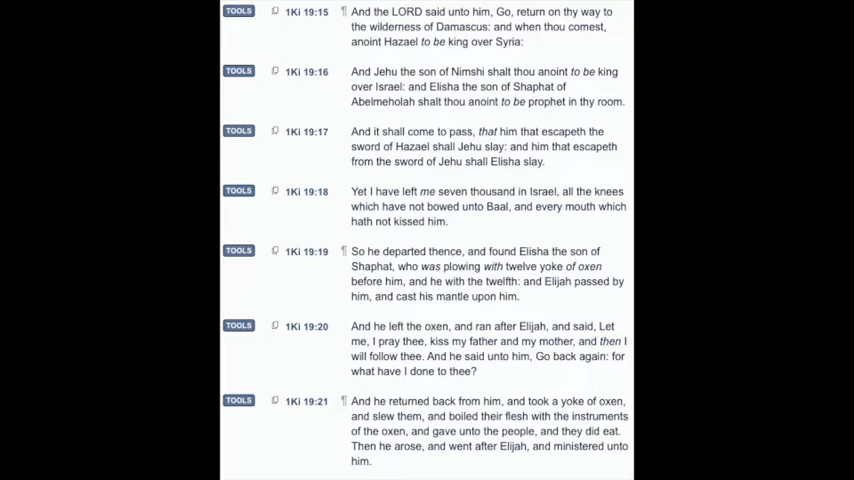 TOOLS 1Ki 19:15 ¶ And the LORD said unto him, Go, return on thy way to
the wilderness of Damascus: and when thou comest,
anoint Hazael to be king over Syria:
TOOLS 1Ki 19:16 And Jehu the son of Nimshi shalt thou anoint to be king
over Israel: and Elisha the son of Shaphat of
Abelmeholah shalt thou anoint to be prophet in thy room.
TOOLS 1Ki 19:17 And it shall come to pass, that him that escapeth the
sword of Hazael shall Jehu slay: and him that escapeth
from the sword of Jehu shall Elisha slay.
TOOLS 1Ki 19:18 Yet I have left me seven thousand in Israel, all the knees
which have not bowed unto Baal, and every mouth which
hath not kissed him.
TOOLS 1Ki 19:19 ¶ So he departed thence, and found Elisha the son of
Shaphat, who was plowing with twelve yoke of oxen
before him, and he with the twelfth: and Elijah passed by
him, and cast his mantle upon him.
TOOLS 1Ki 19:20 And he left the oxen, and ran after Elijah, and said, Let
me, I pray thee, kiss my father and my mother, and then I
will follow thee. And he said unto him, Go back again: for
what have I done to thee?
TOOLS 1Ki 19:21 ¶ And he returned back from him, and took a yoke of oxen,
and slew them, and boiled their flesh with the instruments
of the oxen, and gave unto the people, and they did eat.
Then he arose, and went after Elijah, and ministered unto
him.